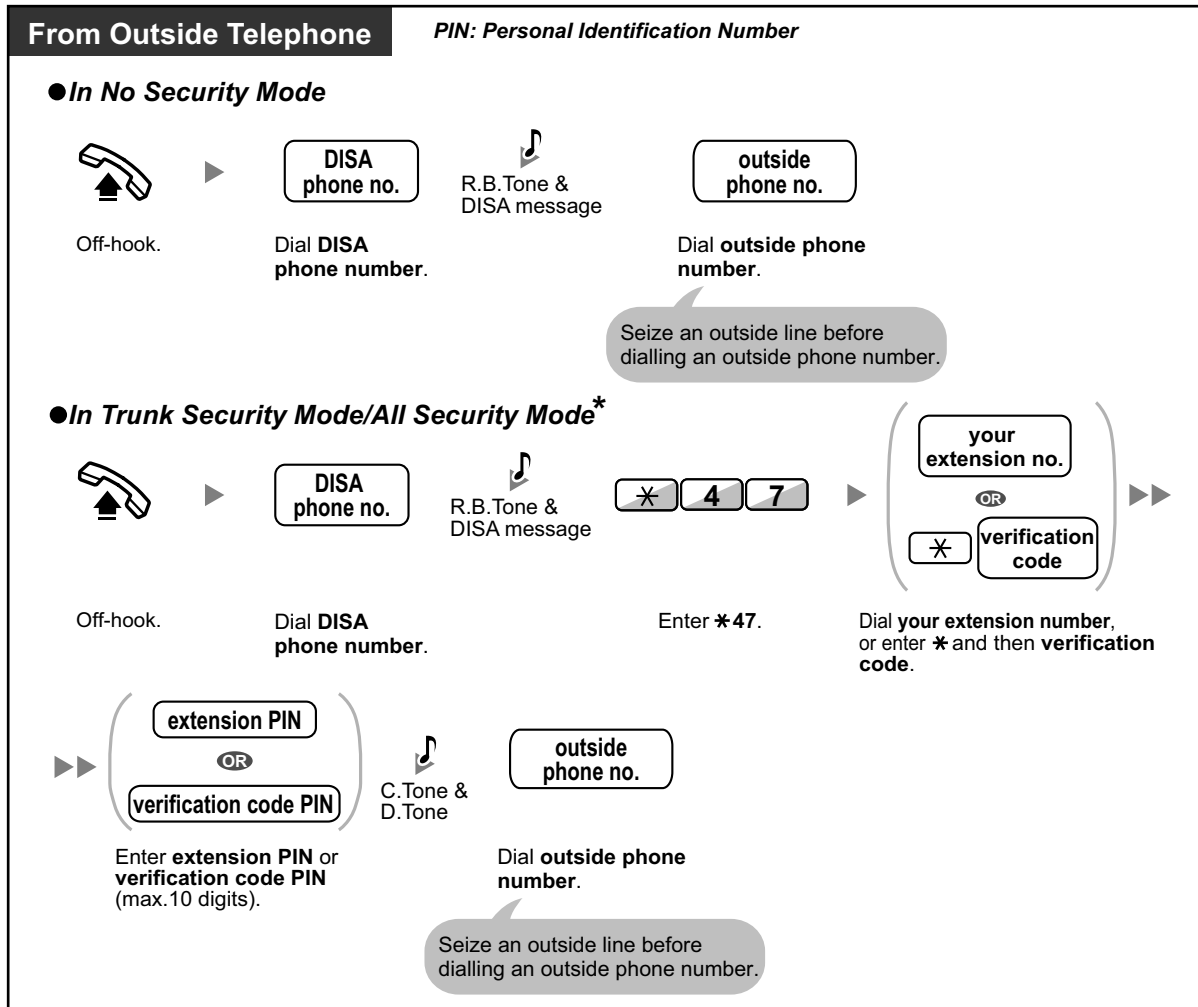 From Outside Telephone
PIN: Personal Identification Number
●In No Security Mode
DISA
phone no.
R.B.Tone &
DISA message
outside
phone no.
Off-hook.
Dial DISA
phone number.
Dial outside phone
number.
Seize an outside line before
dialling an outside phone number.
●In Trunk Security Mode/All Security Mode*
DISA
phone no.
R.B.Tone &
DISA message
* 4 7
your
extension no.
OR
* verification
code
Off-hook.
Dial DISA
phone number.
Enter *47.
Dial your extension number,
or enter * and then verification
code.
extension PIN
OR
verification code PIN
C.Tone &
D.Tone
outside
phone no.
Enter extension PIN or
verification code PIN
(max.10 digits).
Dial outside phone
number.
Seize an outside line before
dialling an outside phone number.